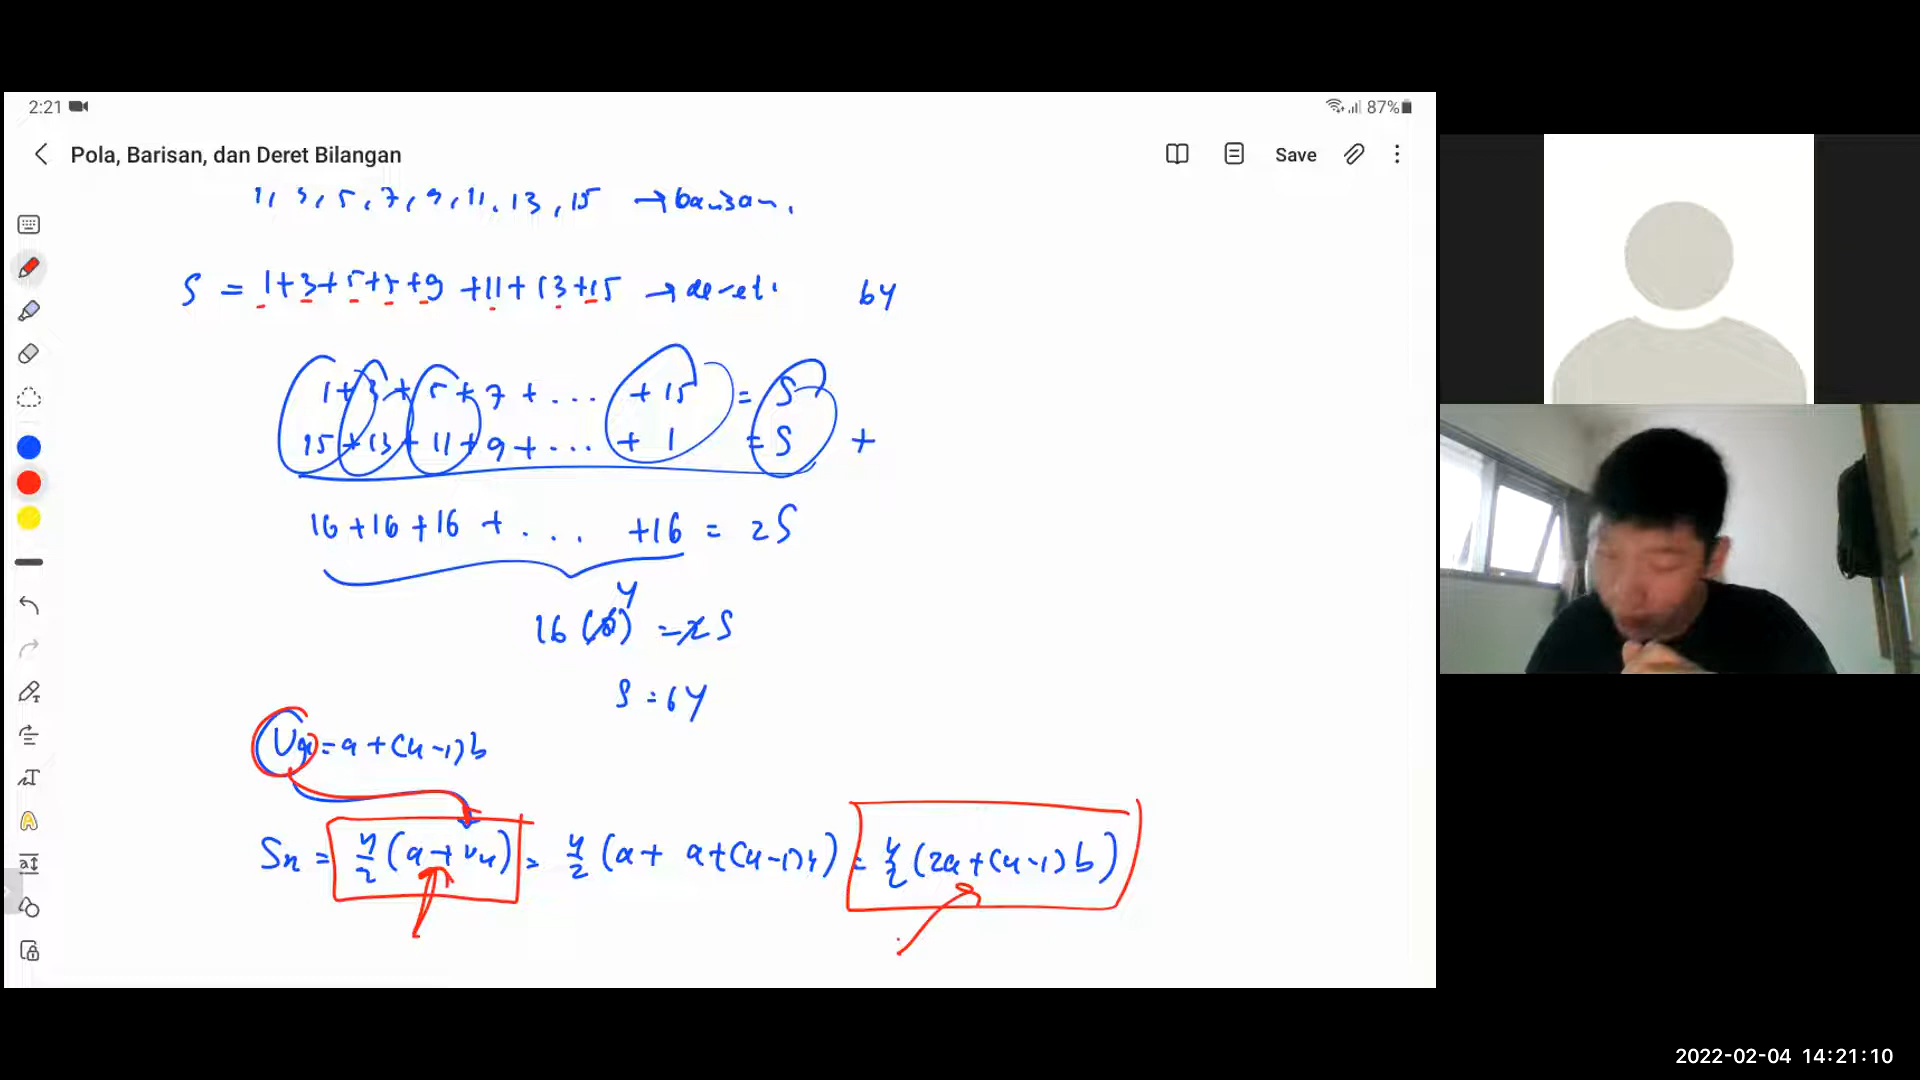 2:21 87%
Pola, Barisan, dan Deret Bilangan Save
1, 3, 5, 7, 9, 11, 13, 15 → barisan.
S = 1+3+5+7+9+11+13+15 → deret. 64
1+3+5+7+...+15 = S
15+13+11+9+...+1 = S +
16+16+16+...+16 = 2S
4
16(8) = 2S
S = 64
Un = a+(n-1)b
Sn = n/2 (a+Un) = n/2 (a+a+(n-1)b) = n/2 (2a+(n-1)b)
2022-02-04 14:21:10